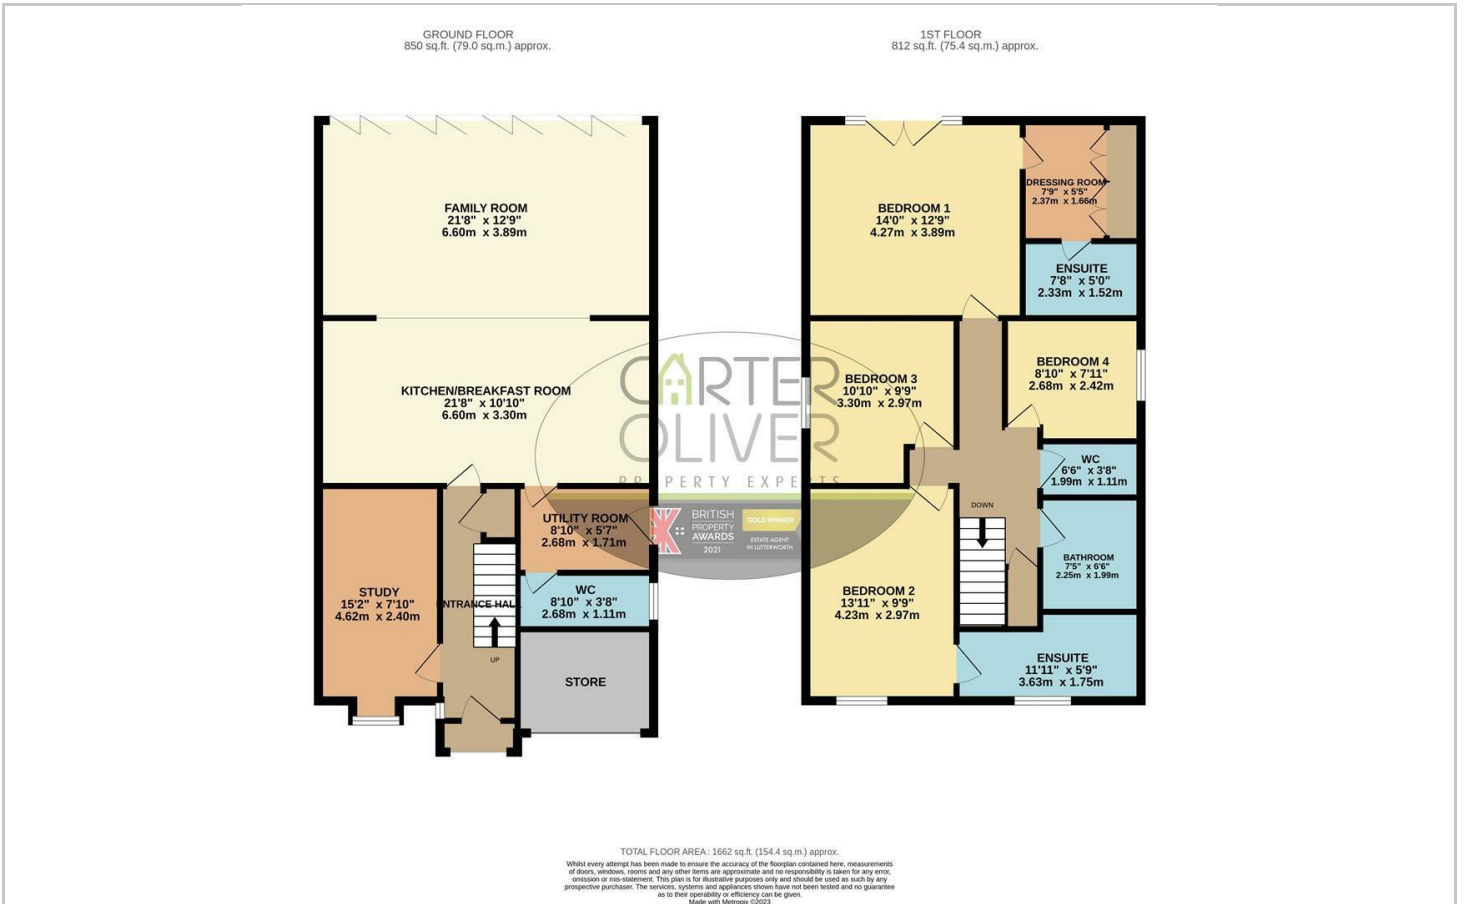 GROUND FLOOR
850 sq.ft. (79.0 sq.m.) approx.
FAMILY ROOM
21'8" x 12'9"
6.60m x 3.89m
KITCHEN/BREAKFAST ROOM
21'8" x 10'10"
6.60m x 3.30m
UTILITY ROOM
8'10" x 5'7"
2.68m x 1.71m
STUDY
15'2" x 7'10"
4.62m x 2.40m
ENTRANCE HALL
WC
8'10" x 3'8"
2.68m x 1.11m
UP
STORE
1ST FLOOR
812 sq.ft. (75.4 sq.m.) approx.
BEDROOM 1
14'0" x 12'9"
4.27m x 3.89m
DRESSING ROOM
7'9" x 5'5"
2.37m x 1.66m
ENSUITE
7'8" x 5'0"
2.33m x 1.52m
BEDROOM 3
10'10" x 9'9"
3.30m x 2.97m
BEDROOM 4
8'10" x 7'11"
2.68m x 2.42m
WC
6'6" x 3'8"
1.99m x 1.11m
DOWN
BATHROOM
7'5" x 6'6"
2.25m x 1.99m
BEDROOM 2
13'11" x 9'9"
4.23m x 2.97m
ENSUITE
11'11" x 5'9"
3.63m x 1.75m
CARTER
OLIVER
PROPERTY EXPERTS
BRITISH
PROPERTY
AWARDS
2021
GOLD WINNER
ESTATE AGENT
IN LUTTERWORTH
TOTAL FLOOR AREA : 1662 sq.ft. (154.4 sq.m.) approx.
Whilst every attempt has been made to ensure the accuracy of the floorplan contained here, measurements
of doors, windows, rooms and any other items are approximate and no responsibility is taken for any error,
omission or mis-statement. This plan is for illustrative purposes only and should be used as such by any
prospective purchaser. The services, systems and appliances shown have not been tested and no guarantee
as to their operability or efficiency can be given.
Made with Metropix ©2023